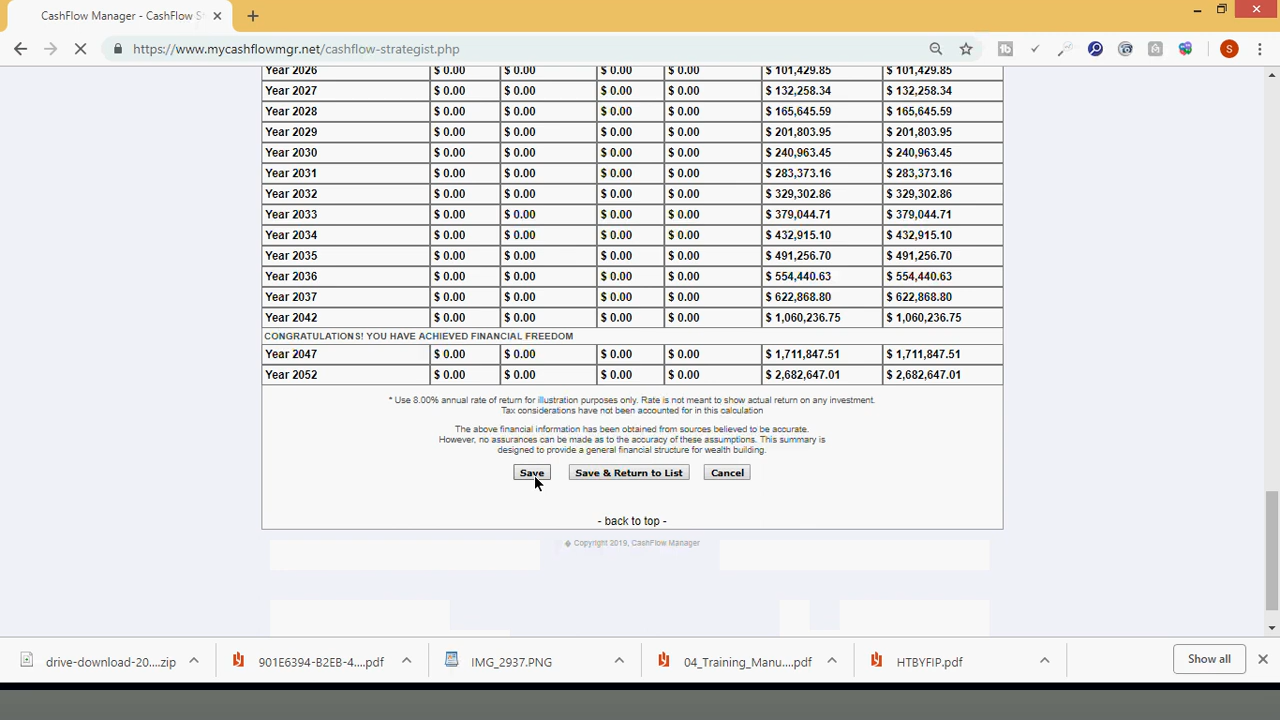 CashFlow Manager - CashFlow S
https://www.mycashflowmgr.net/cashflow-strategist.php
S
Year 2026 $ 0.00 $ 0.00 $ 0.00 $ 0.00 $ 101,429.85 $ 101,429.85
Year 2027 $ 0.00 $ 0.00 $ 0.00 $ 0.00 $ 132,258.34 $ 132,258.34
Year 2028 $ 0.00 $ 0.00 $ 0.00 $ 0.00 $ 165,645.59 $ 165,645.59
Year 2029 $ 0.00 $ 0.00 $ 0.00 $ 0.00 $ 201,803.95 $ 201,803.95
Year 2030 $ 0.00 $ 0.00 $ 0.00 $ 0.00 $ 240,963.45 $ 240,963.45
Year 2031 $ 0.00 $ 0.00 $ 0.00 $ 0.00 $ 283,373.16 $ 283,373.16
Year 2032 $ 0.00 $ 0.00 $ 0.00 $ 0.00 $ 329,302.86 $ 329,302.86
Year 2033 $ 0.00 $ 0.00 $ 0.00 $ 0.00 $ 379,044.71 $ 379,044.71
Year 2034 $ 0.00 $ 0.00 $ 0.00 $ 0.00 $ 432,915.10 $ 432,915.10
Year 2035 $ 0.00 $ 0.00 $ 0.00 $ 0.00 $ 491,256.70 $ 491,256.70
Year 2036 $ 0.00 $ 0.00 $ 0.00 $ 0.00 $ 554,440.63 $ 554,440.63
Year 2037 $ 0.00 $ 0.00 $ 0.00 $ 0.00 $ 622,868.80 $ 622,868.80
Year 2042 $ 0.00 $ 0.00 $ 0.00 $ 0.00 $ 1,060,236.75 $ 1,060,236.75
CONGRATULATIONS! YOU HAVE ACHIEVED FINANCIAL FREEDOM
Year 2047 $ 0.00 $ 0.00 $ 0.00 $ 0.00 $ 1,711,847.51 $ 1,711,847.51
Year 2052 $ 0.00 $ 0.00 $ 0.00 $ 0.00 $ 2,682,647.01 $ 2,682,647.01
* Use 8.00% annual rate of return for illustration purposes only. Rate is not meant to show actual return on any investment.
Tax considerations have not been accounted for in this calculation
The above financial information has been obtained from sources believed to be accurate.
However, no assurances can be made as to the accuracy of these assumptions. This summary is
designed to provide a general financial structure for wealth building.
Save Save & Return to List Cancel
- back to top -
� Copyright 2019, CashFlow Manager
drive-download-20....zip 901E6394-B2EB-4....pdf IMG_2937.PNG 04_Training_Manu....pdf HTBYFIP.pdf Show all